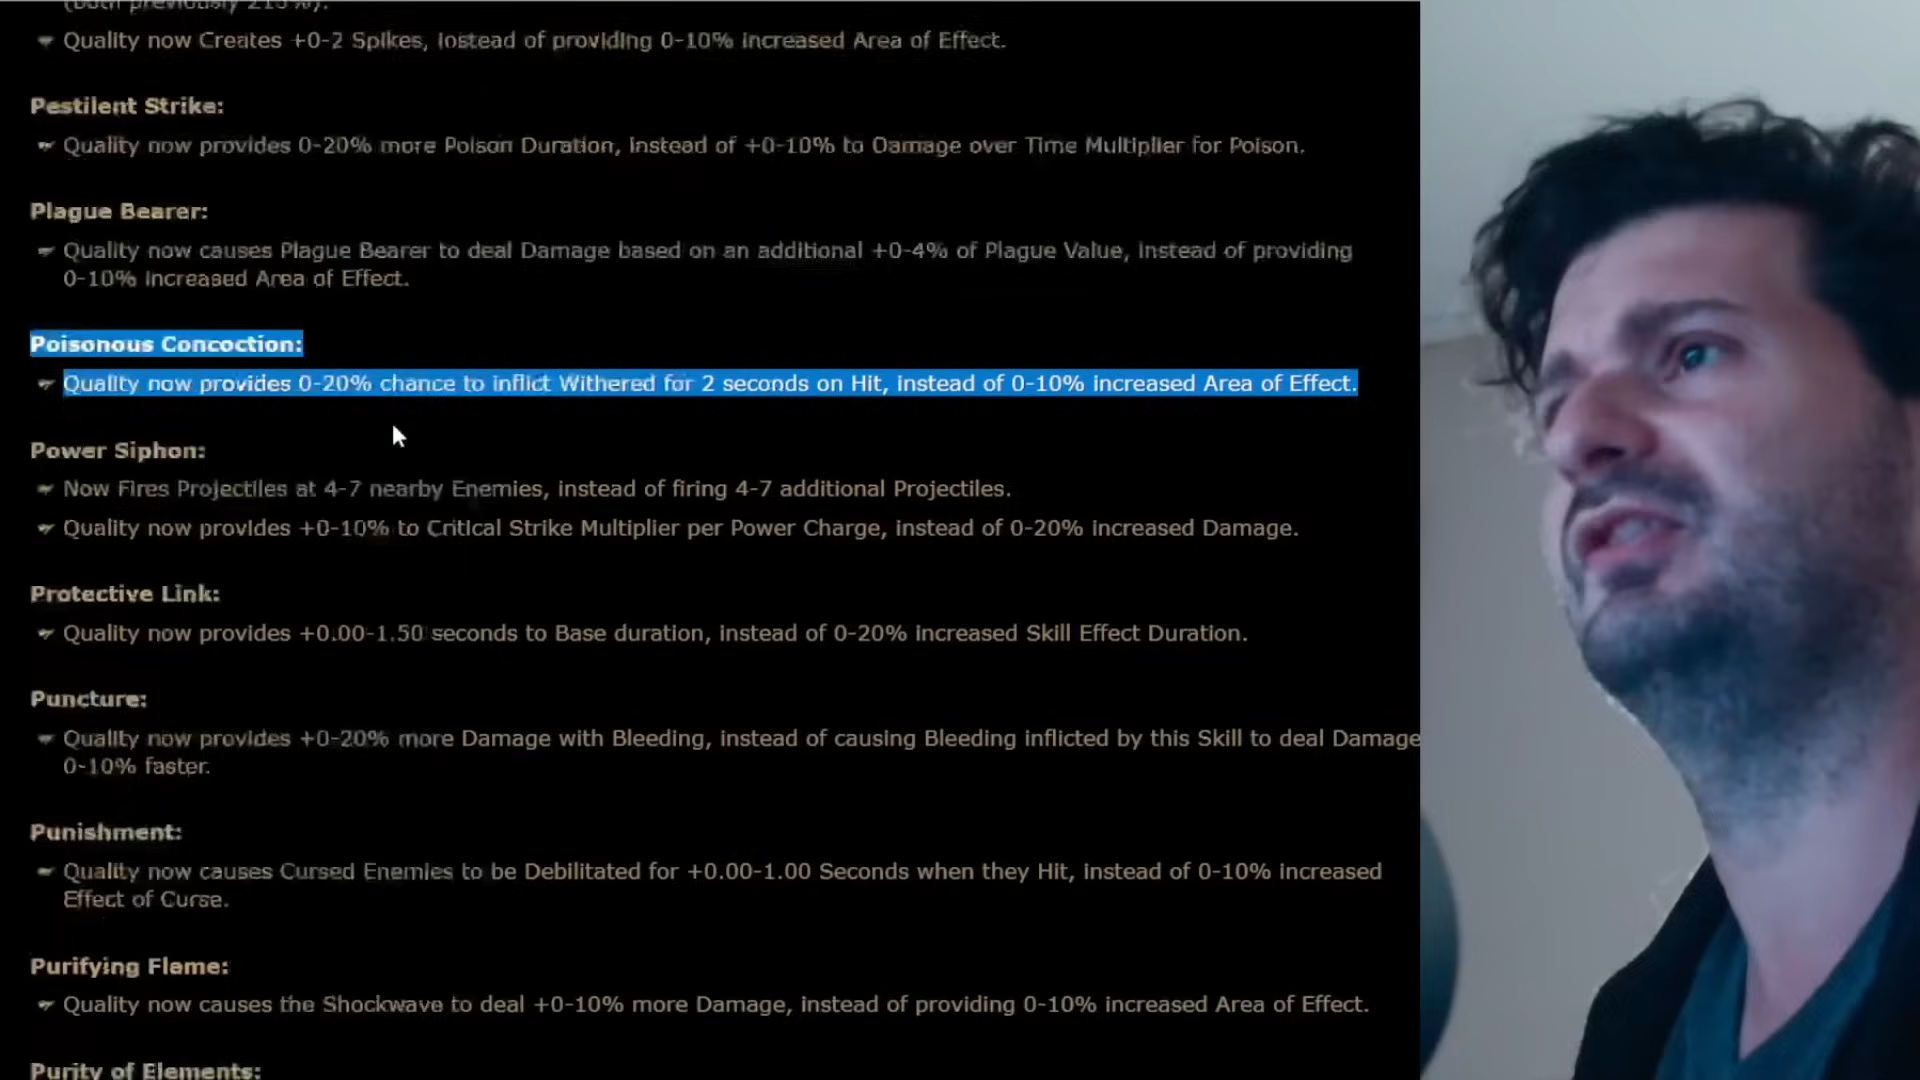 (both previously 215%).
Quality now Creates +0-2 Spikes, instead of providing 0-10% increased Area of Effect.
Pestilent Strike:
Quality now provides 0-20% more Poison Duration, instead of +0-10% to Damage over Time Multiplier for Poison.
Plague Bearer:
Quality now causes Plague Bearer to deal Damage based on an additional +0-4% of Plague Value, instead of providing
0-10% increased Area of Effect.
Poisonous Concoction:
Quality now provides 0-20% chance to inflict Withered for 2 seconds on Hit, instead of 0-10% increased Area of Effect.
Power Siphon:
Now Fires Projectiles at 4-7 nearby Enemies, instead of firing 4-7 additional Projectiles.
Quality now provides +0-10% to Critical Strike Multiplier per Power Charge, instead of 0-20% increased Damage.
Protective Link:
Quality now provides +0.00-1.50 seconds to Base duration, instead of 0-20% increased Skill Effect Duration.
Puncture:
Quality now provides +0-20% more Damage with Bleeding, instead of causing Bleeding inflicted by this Skill to deal Damage
0-10% faster.
Punishment:
Quality now causes Cursed Enemies to be Debilitated for +0.00-1.00 Seconds when they Hit, instead of 0-10% increased
Effect of Curse.
Purifying Flame:
Quality now causes the Shockwave to deal +0-10% more Damage, instead of providing 0-10% increased Area of Effect.
Purity of Elements: